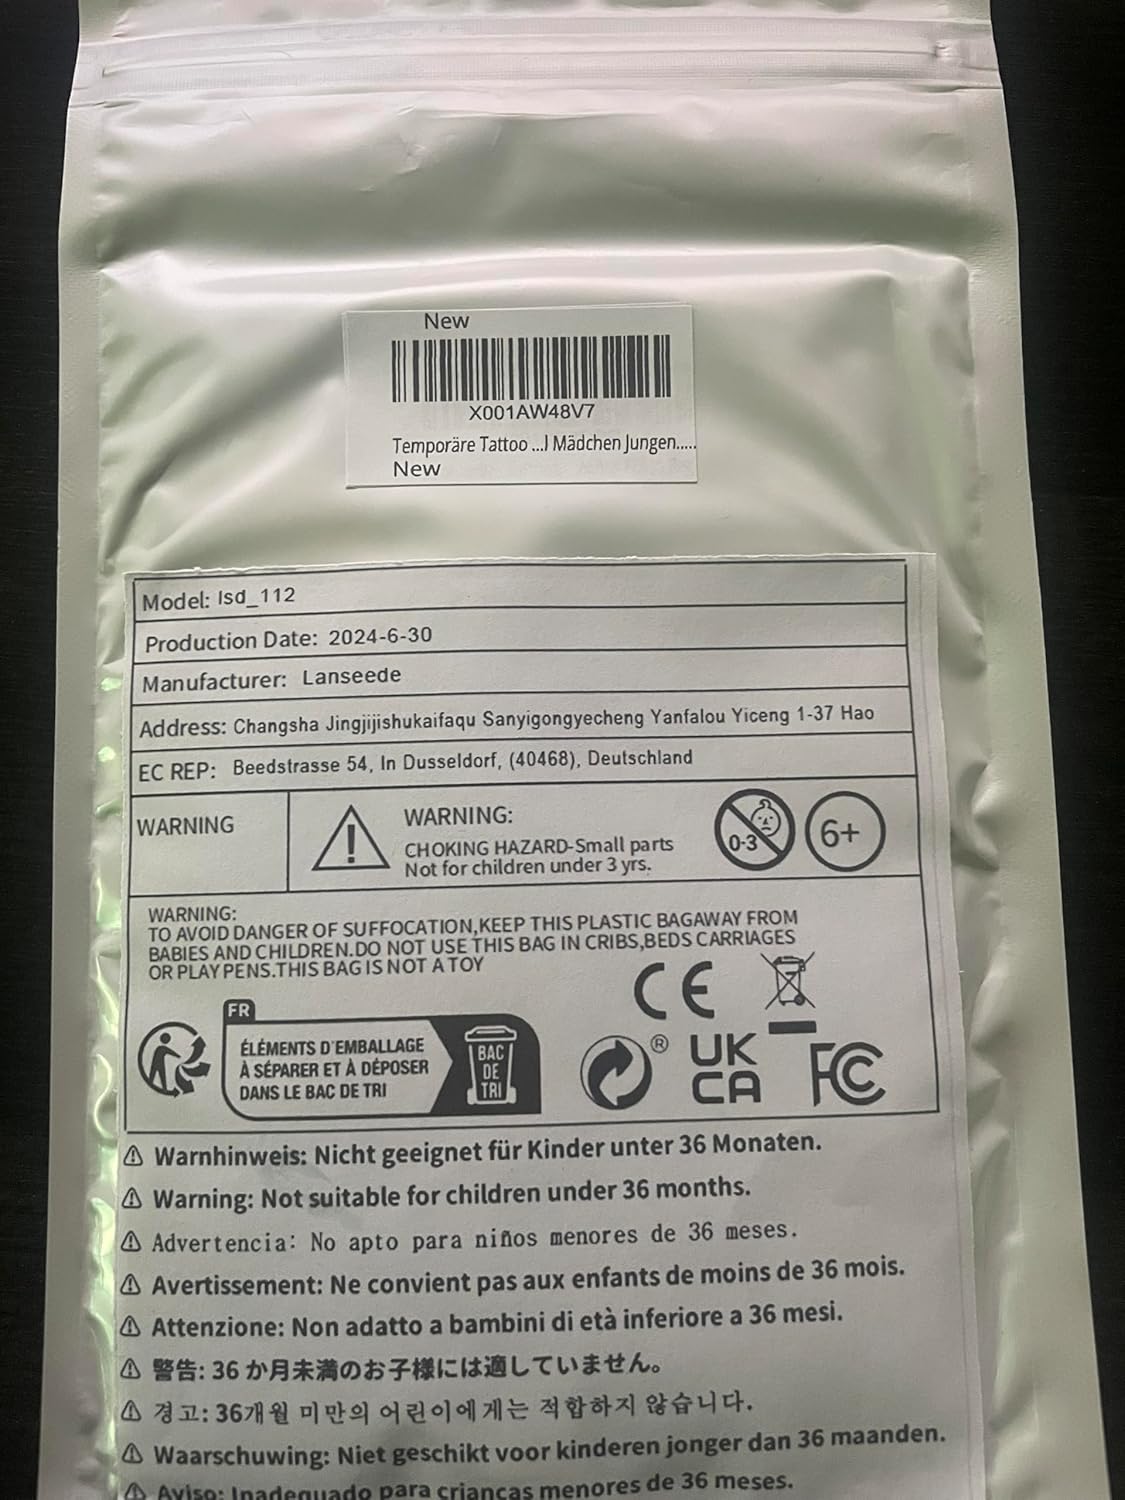 New
X001AW48V7
Temporäre Tattoo ...l Mädchen Jungen.....
New
Model: lsd_112
Production Date: 2024-6-30
Manufacturer: Lanseede
Address: Changsha Jingjijishukaifaqu Sanyigongyecheng Yanfalou Yiceng 1-37 Hao
EC REP: Beedstrasse 54, In Dusseldorf, (40468), Deutschland
WARNING
WARNING:
CHOKING HAZARD-Small parts
Not for children under 3 yrs.
0-3
6+
WARNING:
TO AVOID DANGER OF SUFFOCATION,KEEP THIS PLASTIC BAGAWAY FROM
BABIES AND CHILDREN.DO NOT USE THIS BAG IN CRIBS,BEDS CARRIAGES
OR PLAY PENS.THIS BAG IS NOT A TOY
CE
FR
ÉLÉMENTS D'EMBALLAGE
À SÉPARER ET À DÉPOSER
DANS LE BAC DE TRI
BAC
DE
TRI
®
UK
CA
FC
⚠ Warnhinweis: Nicht geeignet für Kinder unter 36 Monaten.
⚠ Warning: Not suitable for children under 36 months.
⚠ Advertencia: No apto para niños menores de 36 meses.
⚠ Avertissement: Ne convient pas aux enfants de moins de 36 mois.
⚠ Attenzione: Non adatto a bambini di età inferiore a 36 mesi.
⚠ 警告: 36 か月未満のお子様には適していません。
⚠ 경고: 36개월 미만의 어린이에게는 적합하지 않습니다.
⚠ Waarschuwing: Niet geschikt voor kinderen jonger dan 36 maanden.
⚠ Aviso: Inadequado para crianças menores de 36 meses.